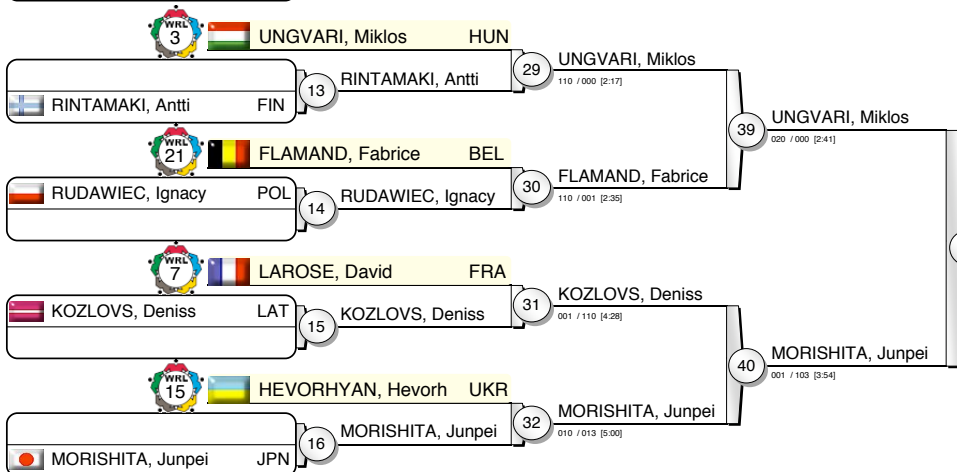 WRL
3
UNGVARI, Miklos HUN
RINTAMAKI, Antti FIN
13
RINTAMAKI, Antti
29
UNGVARI, Miklos
110 / 000 [2:17]
WRL
21
FLAMAND, Fabrice BEL
RUDAWIEC, Ignacy POL
14
RUDAWIEC, Ignacy
30
FLAMAND, Fabrice
110 / 001 [2:35]
39
UNGVARI, Miklos
020 / 000 [2:41]
WRL
7
LAROSE, David FRA
KOZLOVS, Deniss LAT
15
KOZLOVS, Deniss
31
KOZLOVS, Deniss
001 / 110 [4:28]
WRL
15
HEVORHYAN, Hevorh UKR
MORISHITA, Junpei JPN
16
MORISHITA, Junpei
32
MORISHITA, Junpei
010 / 013 [5:00]
40
MORISHITA, Junpei
001 / 103 [3:54]